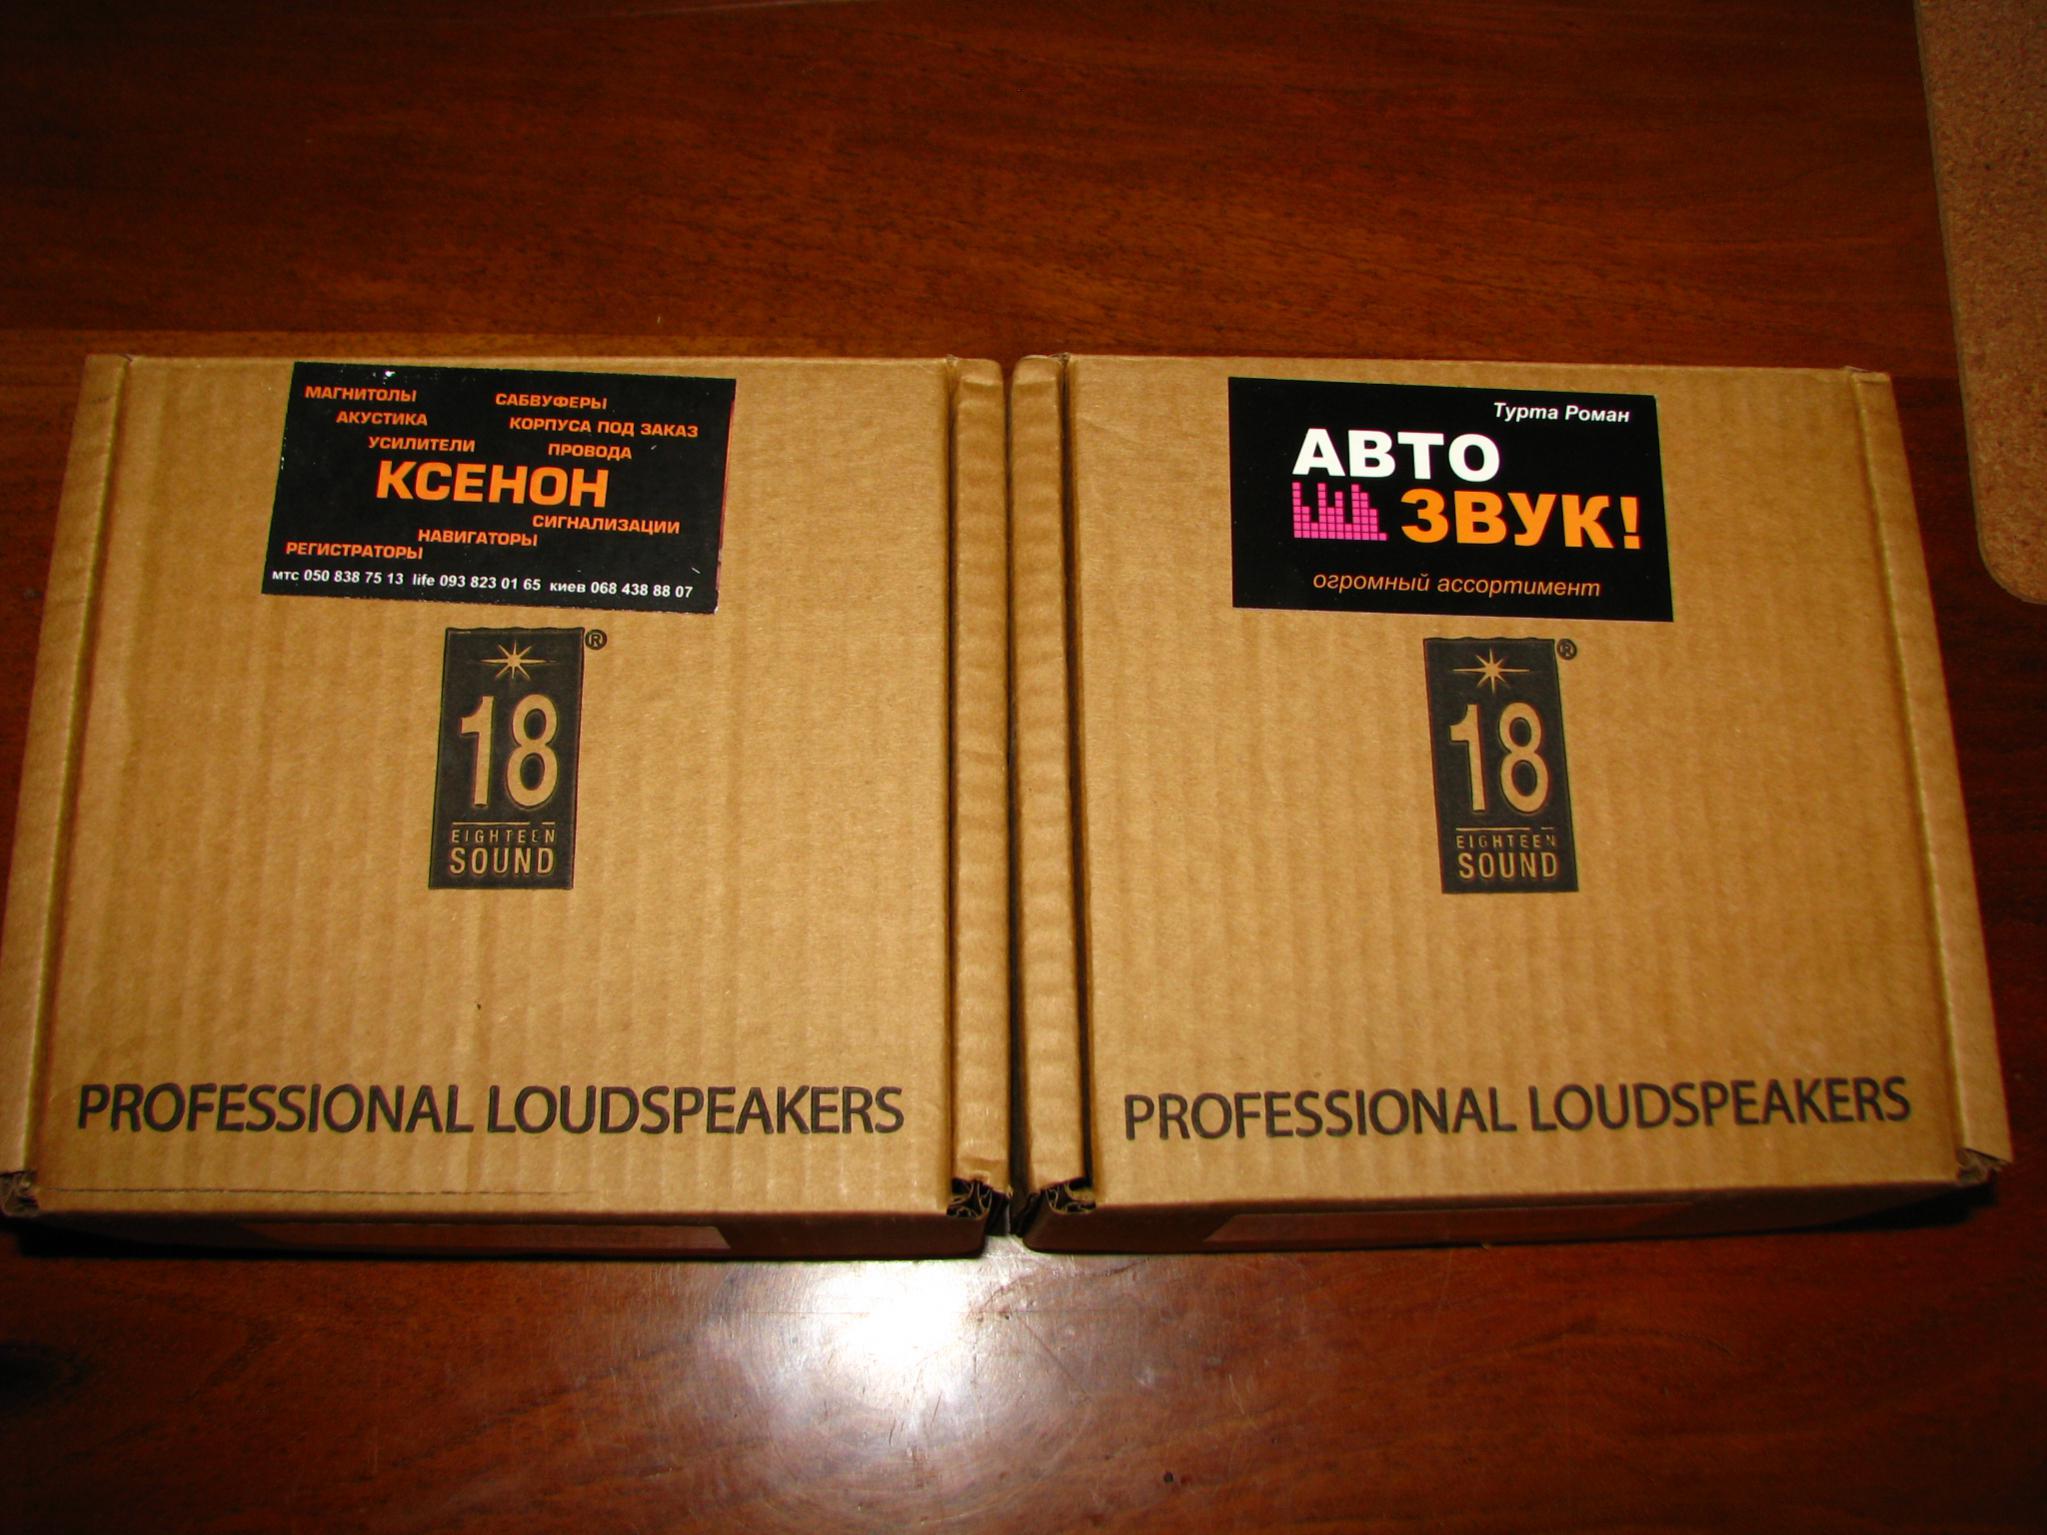 МАГНИТОЛЫ САБВУФЕРЫ
АКУСТИКА КОРПУСА ПОД ЗАКАЗ
УСИЛИТЕЛИ ПРОВОДА
КСЕНОН
СИГНАЛИЗАЦИИ
НАВИГАТОРЫ
РЕГИСТРАТОРЫ
мтс 050 838 75 13 life 093 823 01 65 киев 068 438 88 07
®
18
EIGHTEEN
SOUND
PROFESSIONAL LOUDSPEAKERS
Турта Роман
АВТО
ЗВУК!
огромный ассортимент
®
18
EIGHTEEN
SOUND
PROFESSIONAL LOUDSPEAKERS